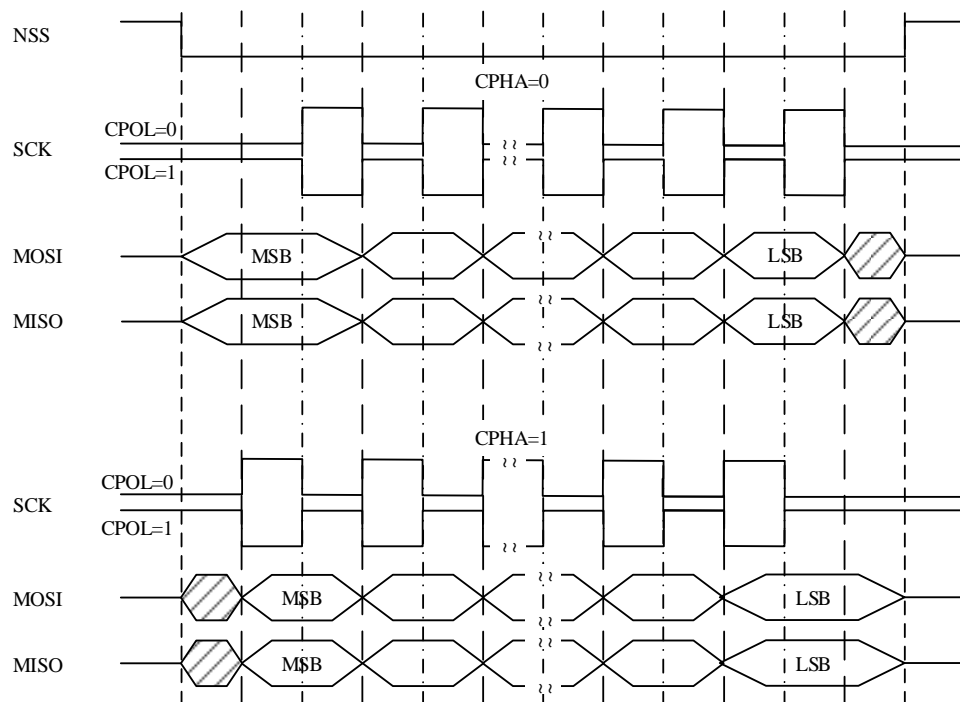 NSS
CPHA=0
CPOL=0
SCK
CPOL=1
MOSI MSB LSB
MISO MSB LSB
CPHA=1
CPOL=0
SCK
CPOL=1
MOSI MSB LSB
MISO MSB LSB